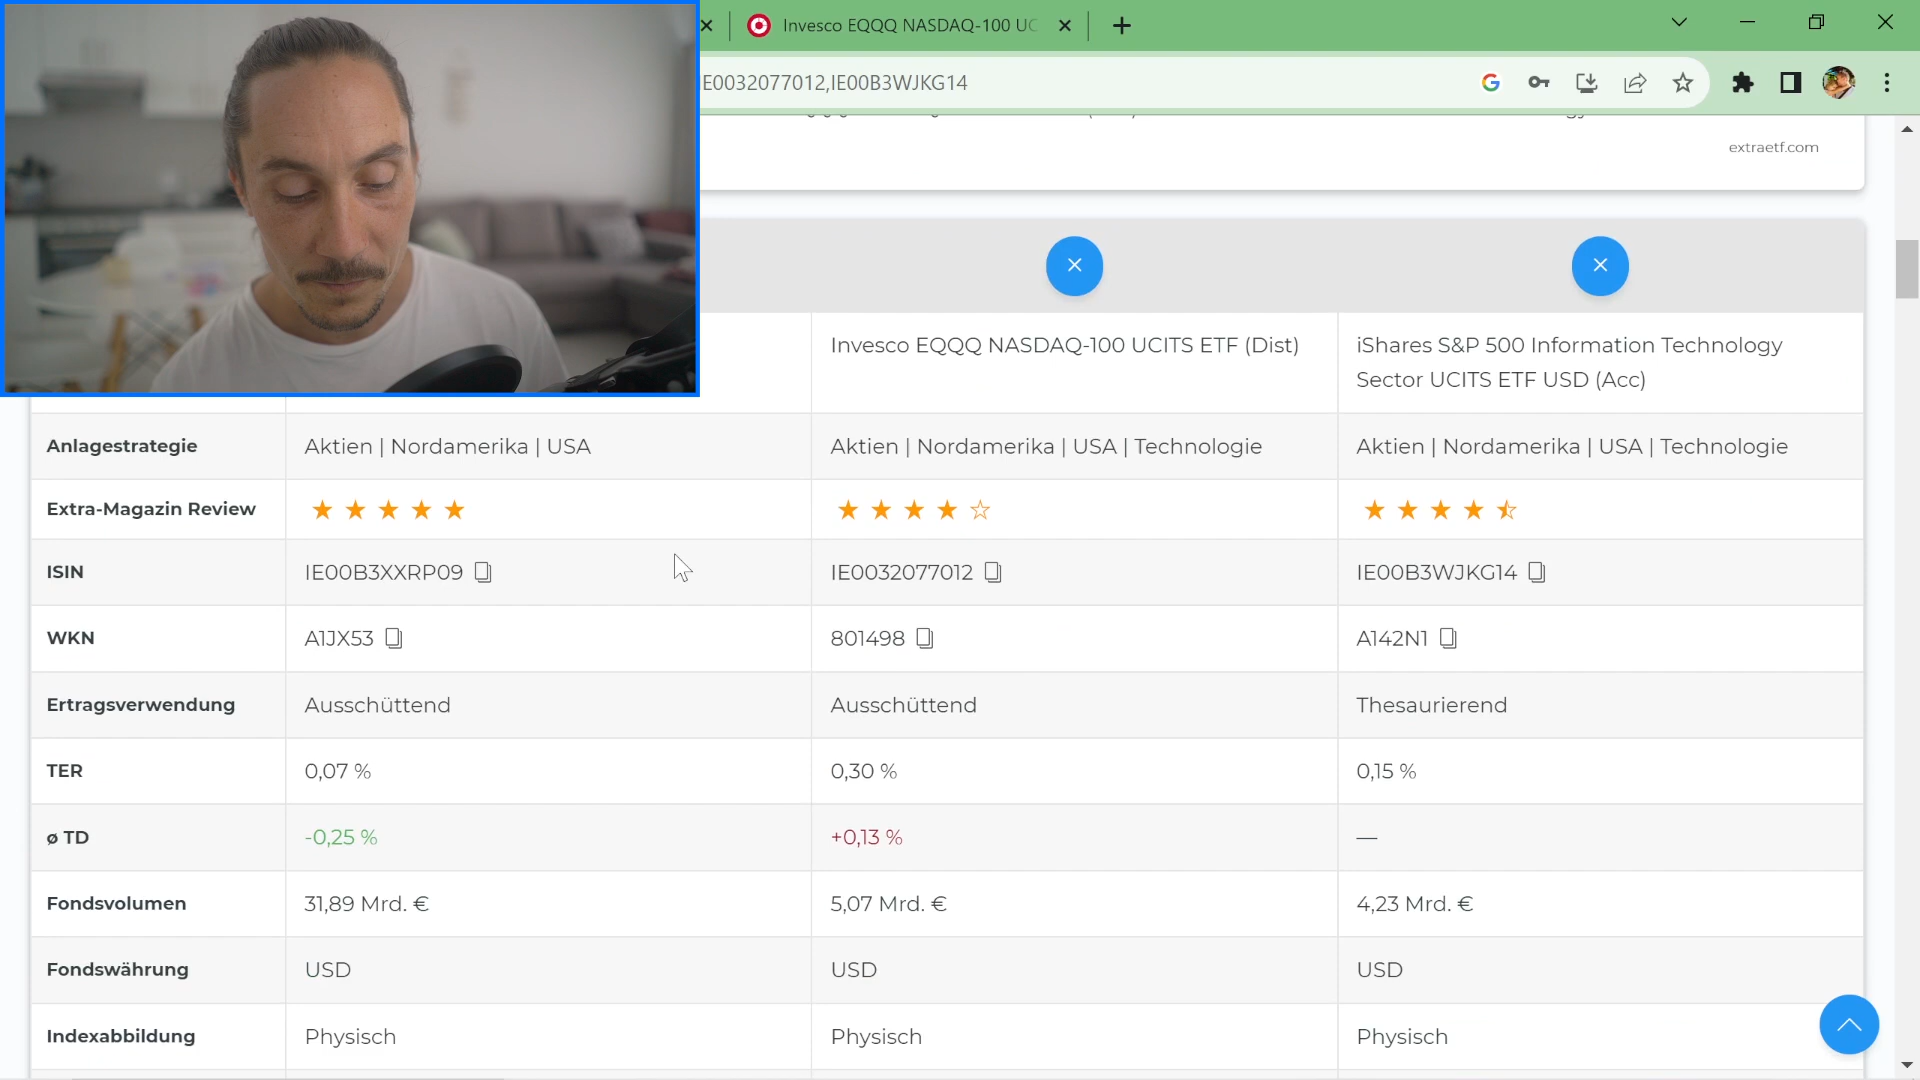 Invesco EQQQ NASDAQ-100 UC
E0032077012,IE00B3WJKG14
extraetf.com
Invesco EQQQ NASDAQ-100 UCITS ETF (Dist)
iShares S&P 500 Information Technology
Sector UCITS ETF USD (Acc)
Anlagestrategie
Aktien | Nordamerika | USA
Aktien | Nordamerika | USA | Technologie
Aktien | Nordamerika | USA | Technologie
Extra-Magazin Review
ISIN
IE00B3XXRP09
IE0032077012
IE00B3WJKG14
WKN
A1JX53
801498
A142N1
Ertragsverwendung
Ausschüttend
Ausschüttend
Thesaurierend
TER
0,07 %
0,30 %
0,15 %
ø TD
-0,25 %
+0,13 %
—
Fondsvolumen
31,89 Mrd. €
5,07 Mrd. €
4,23 Mrd. €
Fondswährung
USD
USD
USD
Indexabbildung
Physisch
Physisch
Physisch